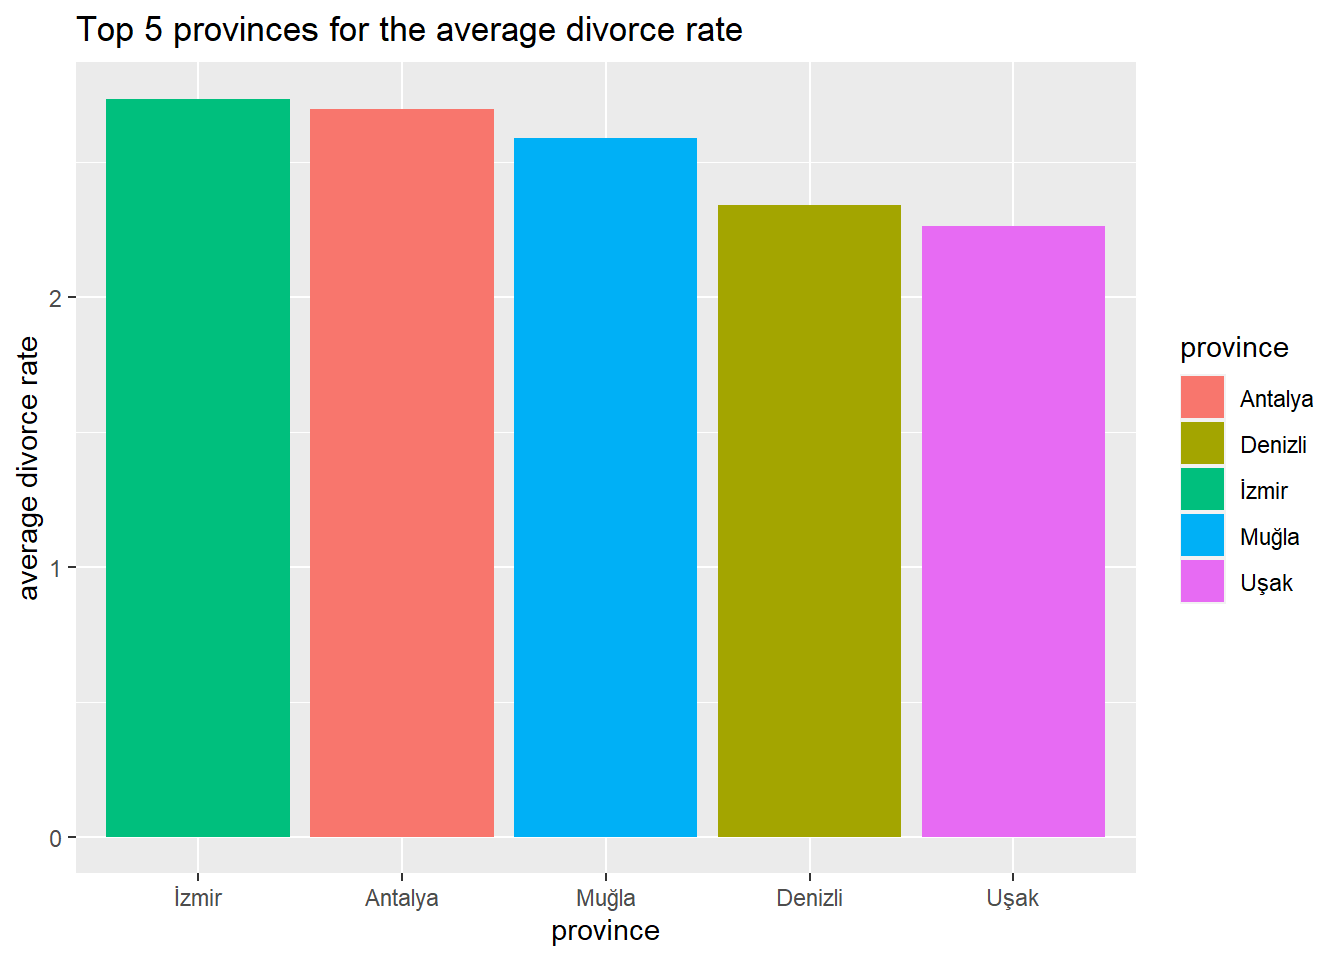 Top 5 provinces for the average divorce rate
average divorce rate
2
1
0
İzmir Antalya Muğla Denizli Uşak
province
province
Antalya
Denizli
İzmir
Muğla
Uşak